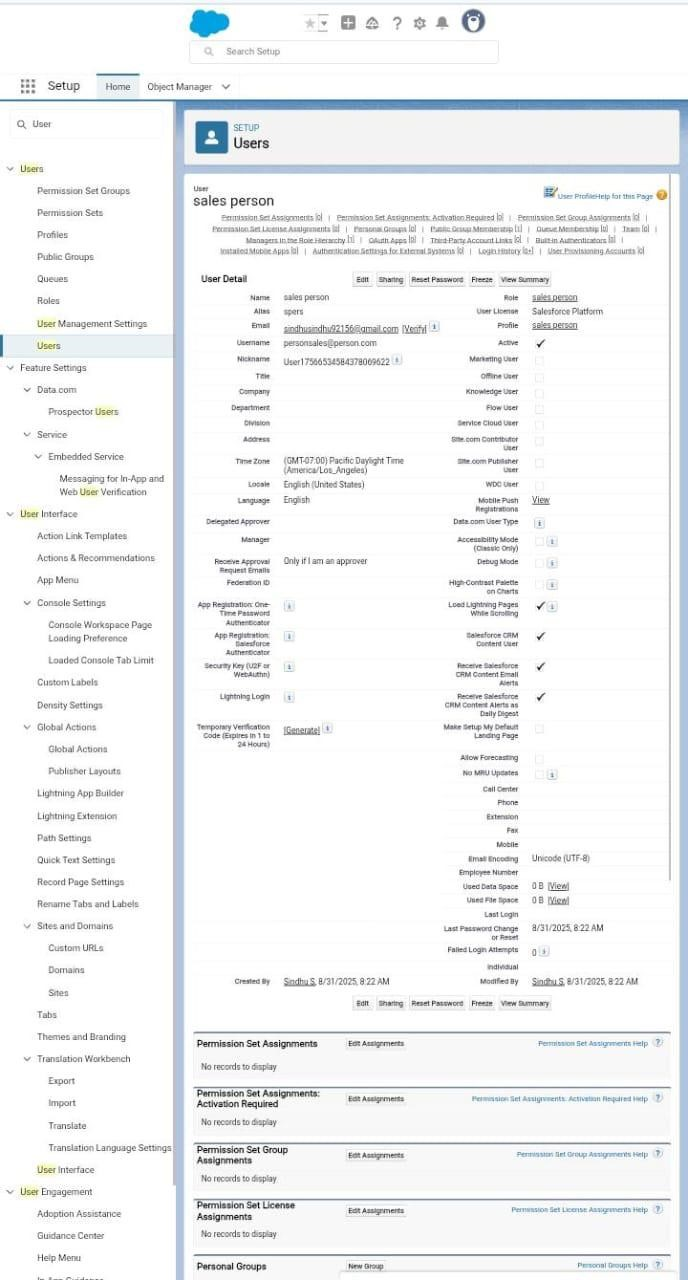 Search Setup
Setup
Home
Object Manager
User
Users
Permission Set Groups
Permission Sets
Profiles
Public Groups
Queues
Roles
User Management Settings
Users
Feature Settings
Data.com
Prospector Users
Service
Embedded Service
Messaging for In-App and
Web User Verification
User Interface
Action Link Templates
Actions & Recommendations
App Menu
Console Settings
Console Workspace Page
Loading Preference
Loaded Console Tab Limit
Custom Labels
Density Settings
Global Actions
Global Actions
Publisher Layouts
Lightning App Builder
Lightning Extension
Path Settings
Quick Text Settings
Record Page Settings
Rename Tabs and Labels
Sites and Domains
Custom URLs
Domains
Sites
Tabs
Themes and Branding
Translation Workbench
Export
Import
Translate
Translation Language Settings
User Interface
User Engagement
Adoption Assistance
Guidance Center
Help Menu
SETUP
Users
User
sales person
User Profile Help for this Page
Permission Set Assignments [0] | Permission Set Assignments: Activation Required [0] | Permission Set Group Assignments [0] |
Permission Set License Assignments [0] | Personal Groups [0] | Public Group Membership [1] | Queue Membership [0] | Team [0] |
Managers in the Role Hierarchy [1] | OAuth Apps [0] | Third-Party Account Links [0] | Built-in Authenticators [0] |
Installed Mobile Apps [0] | Authentication Settings for External Systems [0] | Login History [0+] | User Provisioning Accounts [0]
User Detail
Edit Sharing Reset Password Freeze View Summary
Name sales person
Role sales person
Alias spers
User License Salesforce Platform
Email sindhusindhu92156@gmail.com [Verify]
Profile sales person
Username personsales@person.com
Active
Nickname User17566534584378069622
Marketing User
Title
Offline User
Company
Knowledge User
Department
Flow User
Division
Service Cloud User
Address
Site.com Contributor
User
Time Zone (GMT-07:00) Pacific Daylight Time
(America/Los_Angeles)
Site.com Publisher
User
Locale English (United States)
WDC User
Language English
Mobile Push
Registrations View
Delegated Approver
Data.com User Type
Manager
Accessibility Mode
(Classic Only)
Receive Approval
Request Emails Only if I am an approver
Debug Mode
Federation ID
High-Contrast Palette
on Charts
App Registration: One-
Time Password
Authenticator
Load Lightning Pages
While Scrolling
App Registration:
Salesforce
Authenticator
Salesforce CRM
Content User
Security Key (U2F or
WebAuthn)
Receive Salesforce
CRM Content Email
Alerts
Lightning Login
Receive Salesforce
CRM Content Alerts as
Daily Digest
Temporary Verification
Code (Expires in 1 to
24 Hours) [Generate]
Make Setup My Default
Landing Page
Allow Forecasting
No MRU Updates
Call Center
Phone
Extension
Fax
Mobile
Email Encoding Unicode (UTF-8)
Employee Number
Used Data Space 0 B [View]
Used File Space 0 B [View]
Last Login
Last Password Change
or Reset 8/31/2025, 8:22 AM
Failed Login Attempts 0
Individual
Created By Sindhu S, 8/31/2025, 8:22 AM
Modified By Sindhu S, 8/31/2025, 8:22 AM
Edit Sharing Reset Password Freeze View Summary
Permission Set Assignments
Edit Assignments
Permission Set Assignments Help
No records to display
Permission Set Assignments:
Activation Required
Edit Assignments
Permission Set Assignments: Activation Required Help
No records to display
Permission Set Group
Assignments
Edit Assignments
Permission Set Group Assignments Help
No records to display
Permission Set License
Assignments
Edit Assignments
Permission Set License Assignments Help
No records to display
Personal Groups
New Group
Personal Groups Help